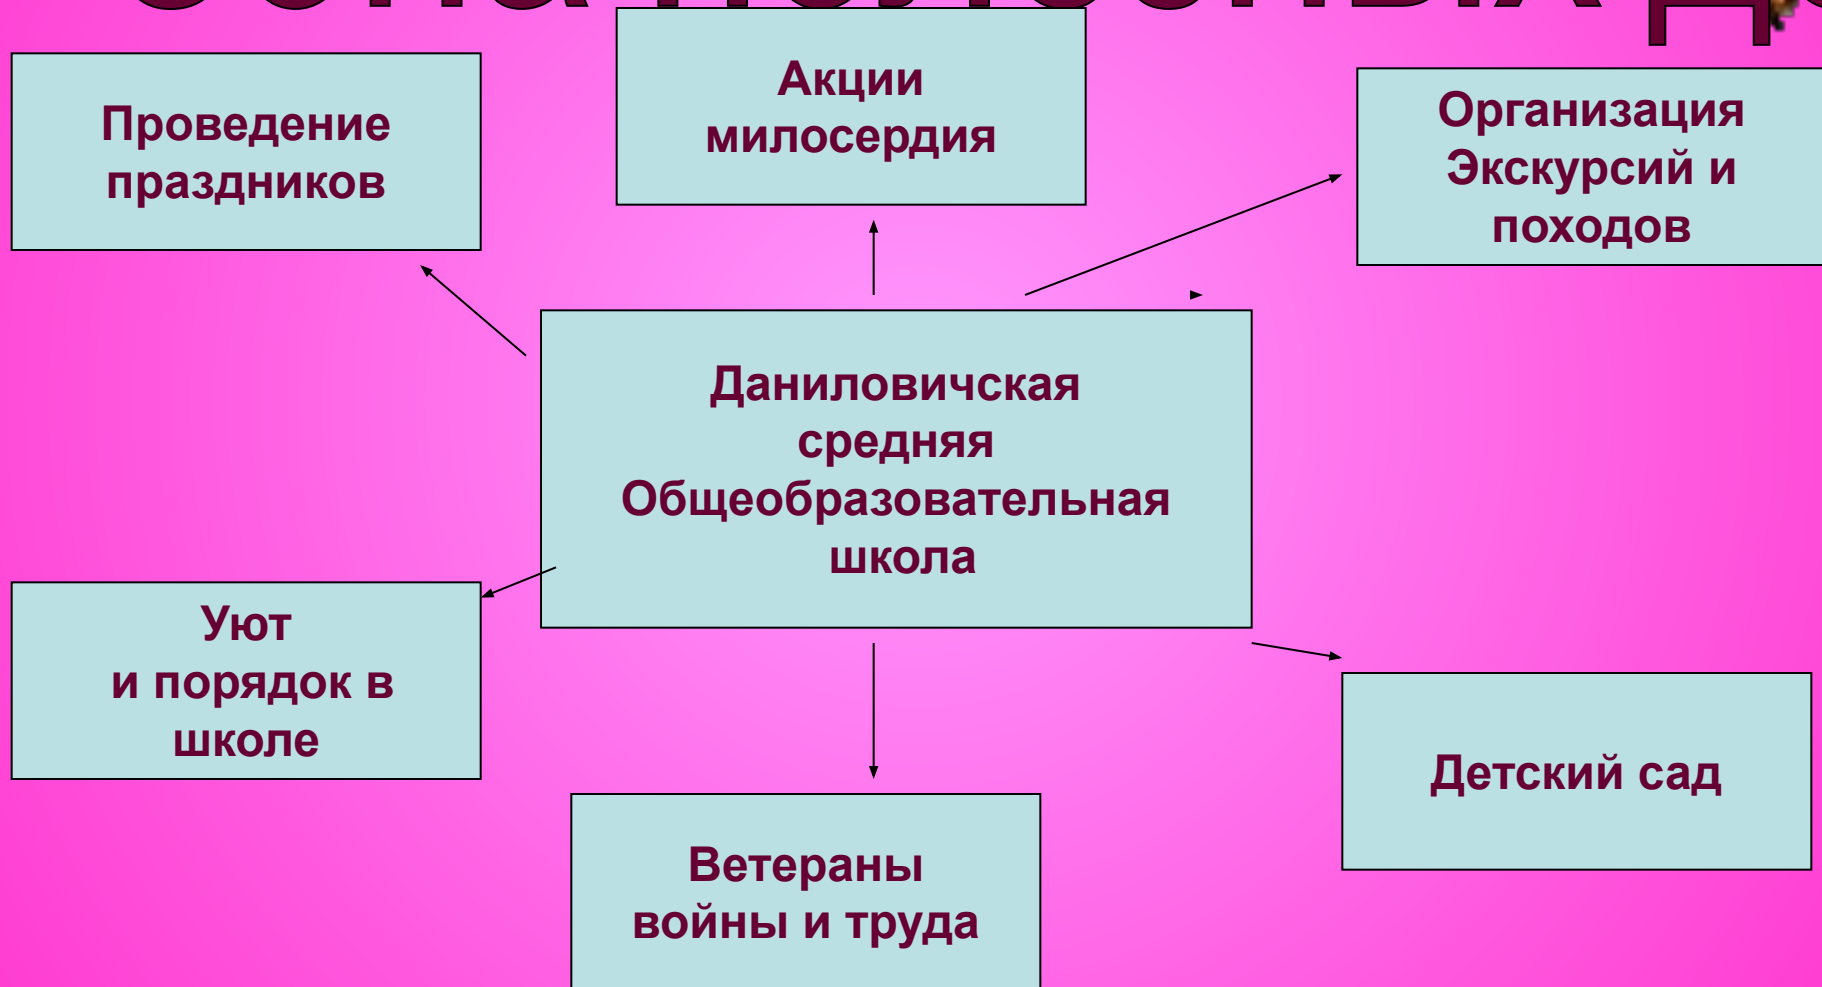 Проведение
праздников
Акции
милосердия
Организация
Экскурсий и
походов
Даниловичская
средняя
Общеобразовательная
школа
Уют
и порядок в
школе
Ветераны
войны и труда
Детский сад